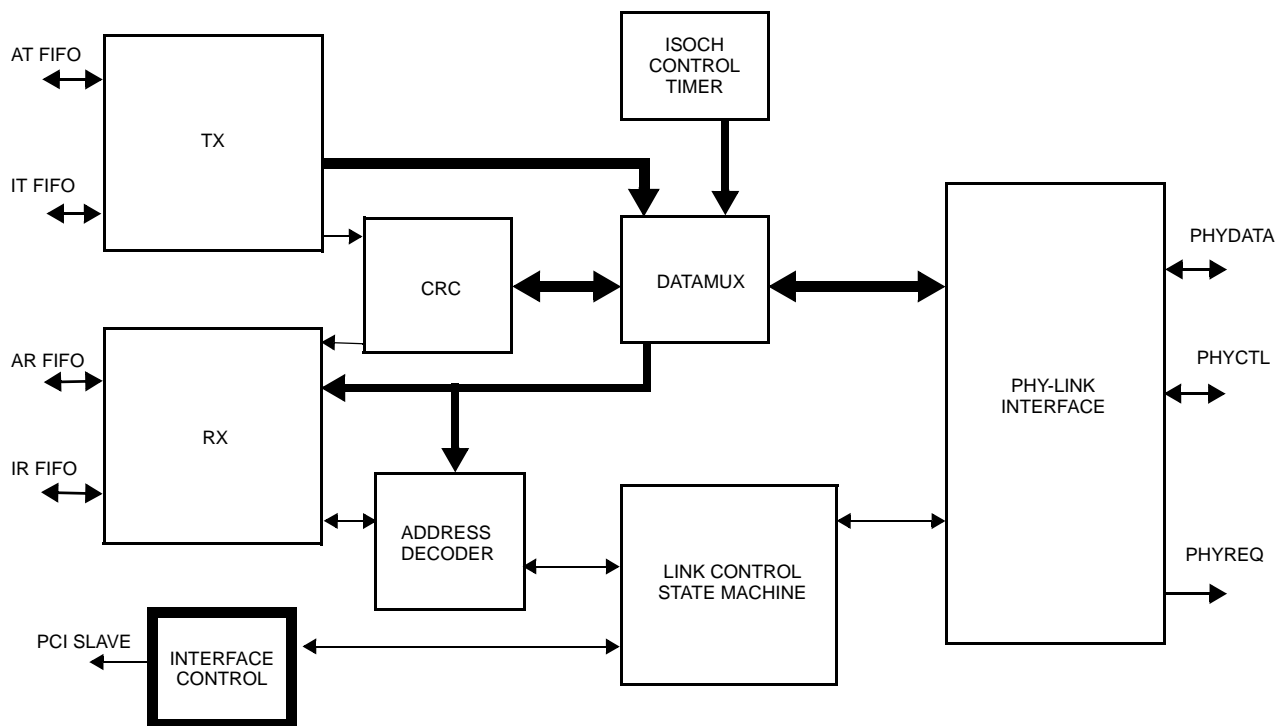 AT FIFO
ISOCH
CONTROL
TIMER
TX
IT FIFO
PHYDATA
CRC
DATAMUX
AR FIFO
PHYCTL
PHY-LINK
INTERFACE
RX
IR FIFO
ADDRESS
DECODER
LINK CONTROL
STATE MACHINE
PHYREQ
PCI SLAVE
INTERFACE
CONTROL